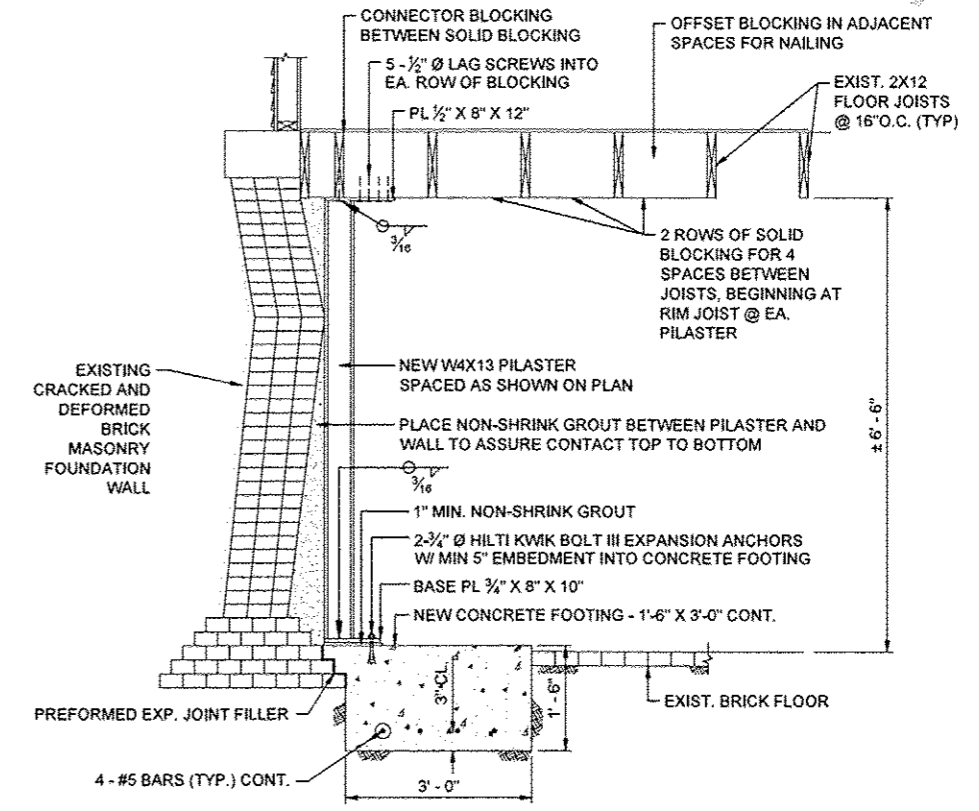 CONNECTOR BLOCKING
BETWEEN SOLID BLOCKING
5 - ½" Ø LAG SCREWS INTO
EA. ROW OF BLOCKING
PL ½" X 8" X 12"
OFFSET BLOCKING IN ADJACENT
SPACES FOR NAILING
EXIST. 2X12
FLOOR JOISTS
@ 16"O.C. (TYP)
3/16
2 ROWS OF SOLID
BLOCKING FOR 4
SPACES BETWEEN
JOISTS, BEGINNING AT
RIM JOIST @ EA.
PILASTER
EXISTING
CRACKED AND
DEFORMED
BRICK
MASONRY
FOUNDATION
WALL
NEW W4X13 PILASTER
SPACED AS SHOWN ON PLAN
PLACE NON-SHRINK GROUT BETWEEN PILASTER AND
WALL TO ASSURE CONTACT TOP TO BOTTOM
± 6' - 6"
3/16
1" MIN. NON-SHRINK GROUT
2-¾" Ø HILTI KWIK BOLT III EXPANSION ANCHORS
W/ MIN 5" EMBEDMENT INTO CONCRETE FOOTING
BASE PL ¾" X 8" X 10"
NEW CONCRETE FOOTING - 1'-6" X 3'-0" CONT.
3" CL.
1' - 6"
EXIST. BRICK FLOOR
PREFORMED EXP. JOINT FILLER
4 - #5 BARS (TYP.) CONT.
3' - 0"